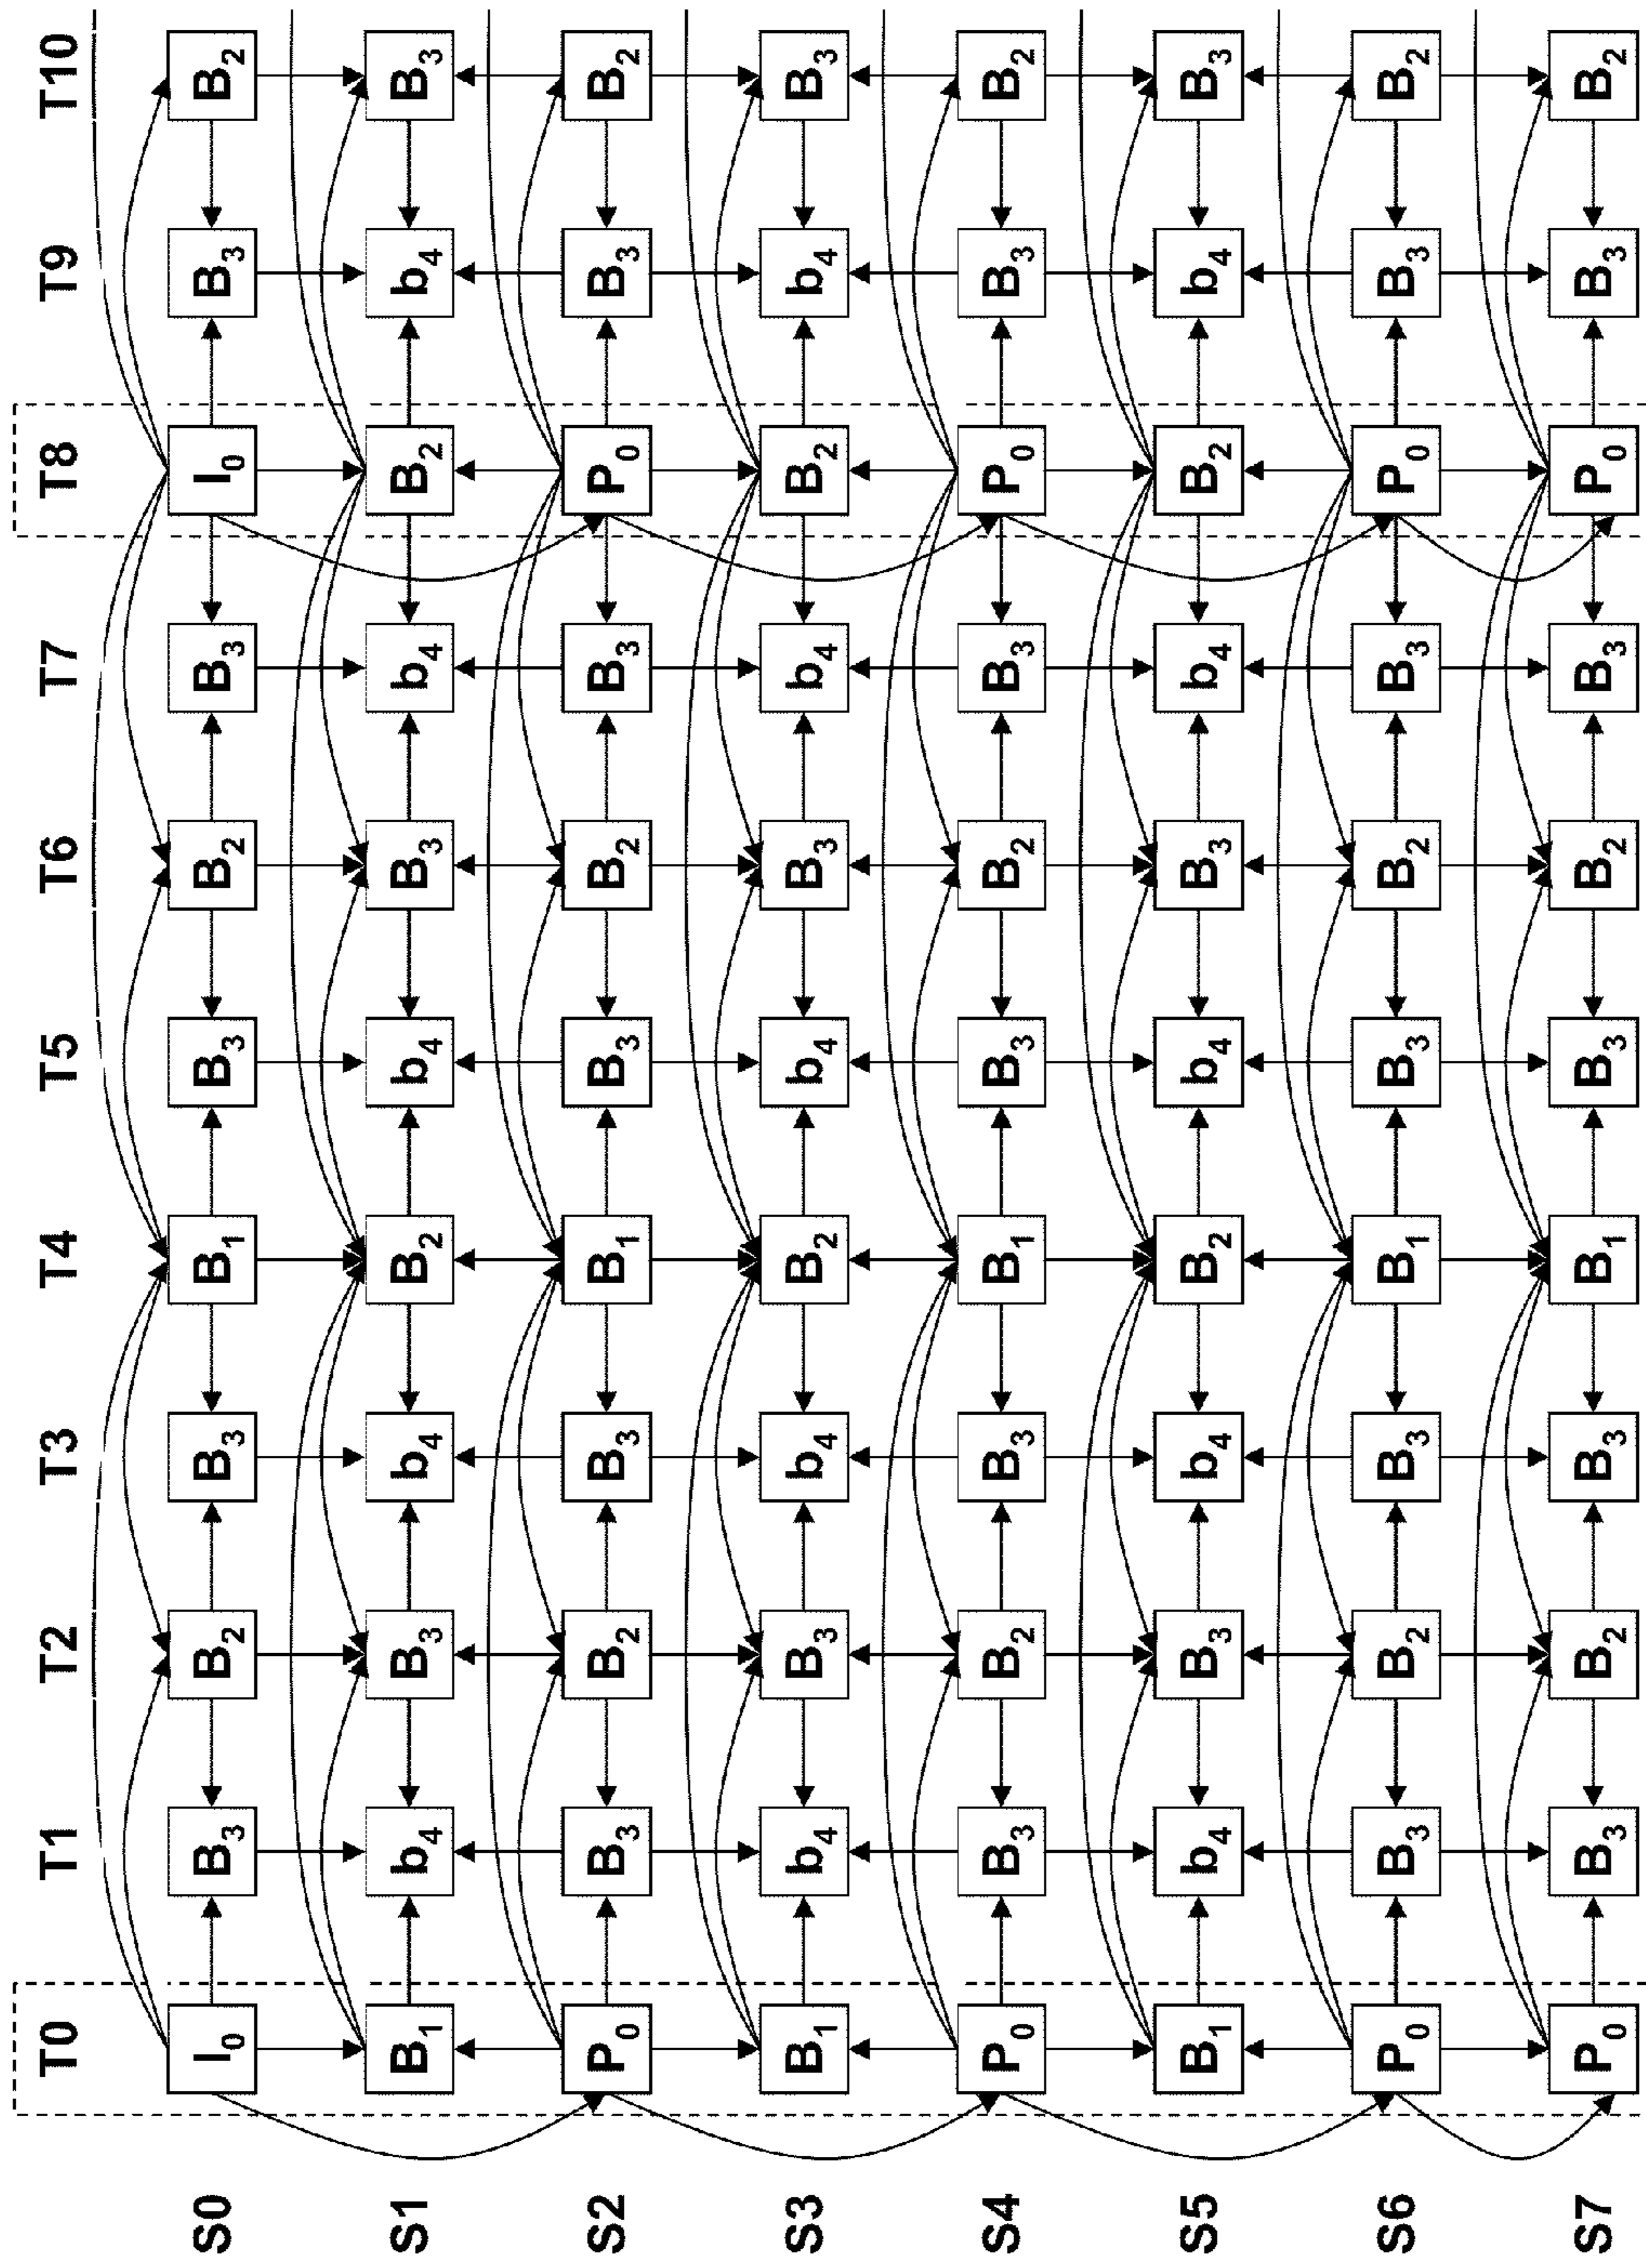 T0 T1 T2 T3 T4 T5 T6 T7 T8 T9 T10
S0 I₀ B₃ B₂ B₃ B₁ B₃ B₂ B₃ I₀ B₃ B₂
S1 B₁ b₄ B₃ b₄ B₂ b₄ B₃ b₄ B₂ b₄ B₃
S2 P₀ B₃ B₂ B₃ B₁ B₃ B₂ B₃ P₀ B₃ B₂
S3 B₁ b₄ B₃ b₄ B₂ b₄ B₃ b₄ B₂ b₄ B₃
S4 P₀ B₃ B₂ B₃ B₁ B₃ B₂ B₃ P₀ B₃ B₂
S5 B₁ b₄ B₃ b₄ B₂ b₄ B₃ b₄ B₂ b₄ B₃
S6 P₀ B₃ B₂ B₃ B₁ B₃ B₂ B₃ P₀ B₃ B₂
S7 P₀ B₃ B₂ B₃ B₁ B₃ B₂ B₃ P₀ B₃ B₂